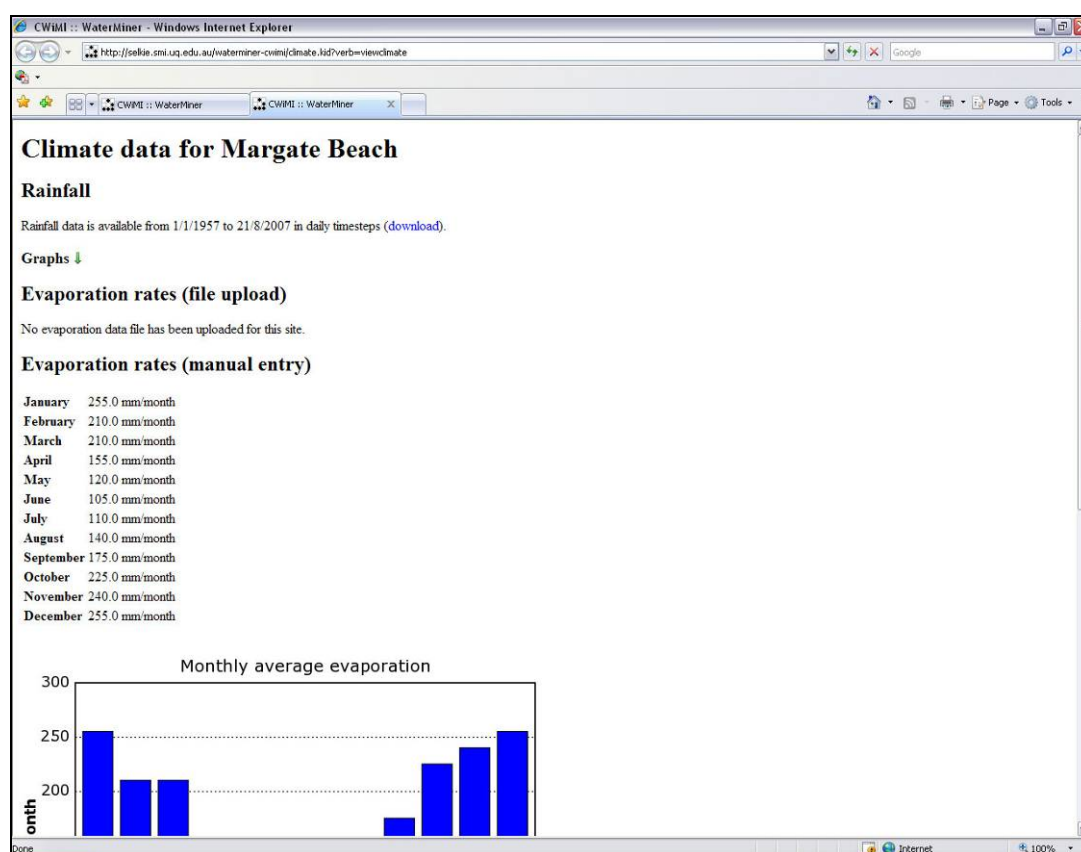 CWiMI :: WaterMiner - Windows Internet Explorer
http://selkie.smi.uq.edu.au/waterminer-cwimi/climate.kid?verb=viewclimate
Google
CWiMI :: WaterMiner
CWiMI :: WaterMiner
Page
Tools
Climate data for Margate Beach
Rainfall
Rainfall data is available from 1/1/1957 to 21/8/2007 in daily timesteps (download).
Graphs ⇓
Evaporation rates (file upload)
No evaporation data file has been uploaded for this site.
Evaporation rates (manual entry)
January 255.0 mm/month
February 210.0 mm/month
March 210.0 mm/month
April 155.0 mm/month
May 120.0 mm/month
June 105.0 mm/month
July 110.0 mm/month
August 140.0 mm/month
September 175.0 mm/month
October 225.0 mm/month
November 240.0 mm/month
December 255.0 mm/month
Monthly average evaporation
300
250
200
onth
Done
Internet
100%